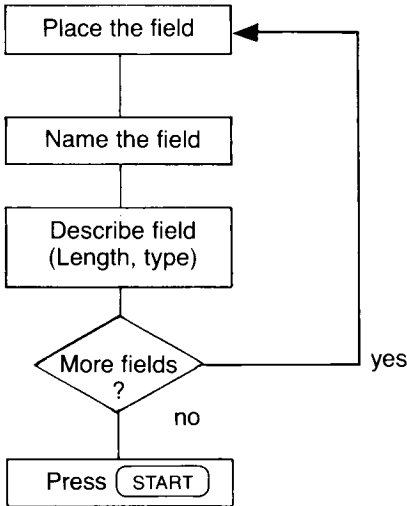 Place the field
Name the field
Describe field
(Length, type)
More fields
?
yes
no
Press START